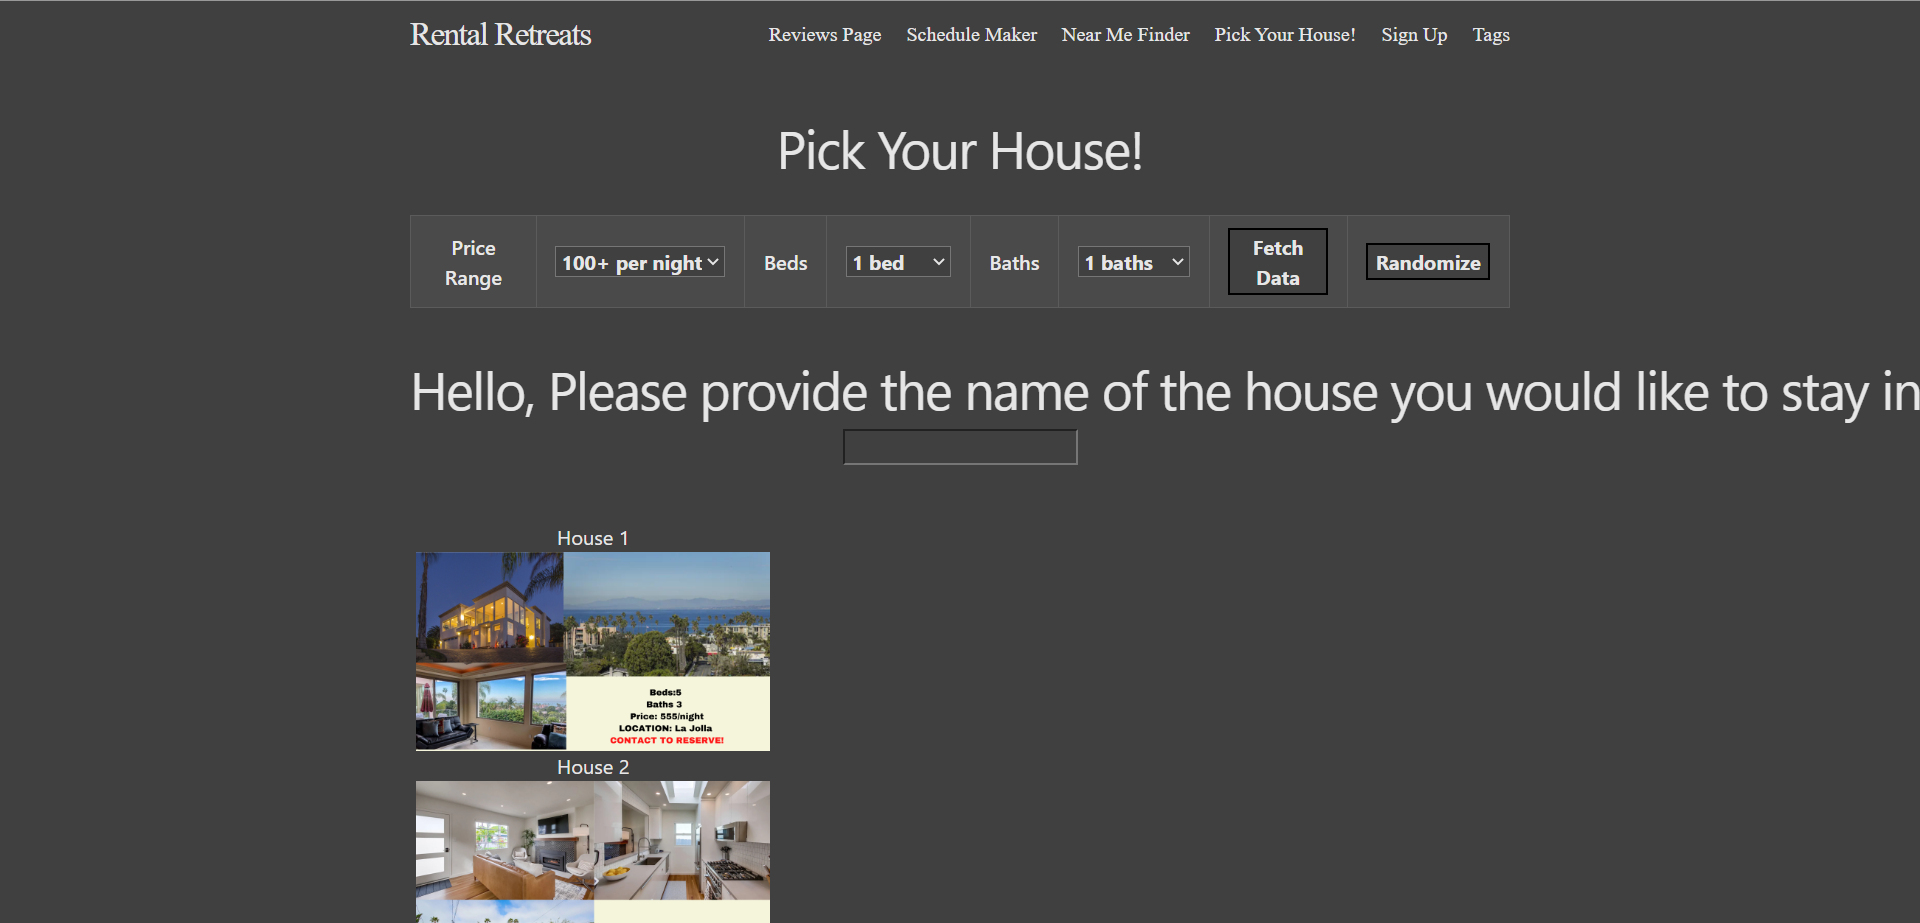 Rental Retreats
Reviews Page Schedule Maker Near Me Finder Pick Your House! Sign Up Tags
Pick Your House!
Price
Range
100+ per night
Beds
1 bed
Baths
1 baths
Fetch
Data
Randomize
Hello, Please provide the name of the house you would like to stay in
House 1
Beds:5
Baths 3
Price: 555/night
LOCATION: La Jolla
CONTACT TO RESERVE!
House 2